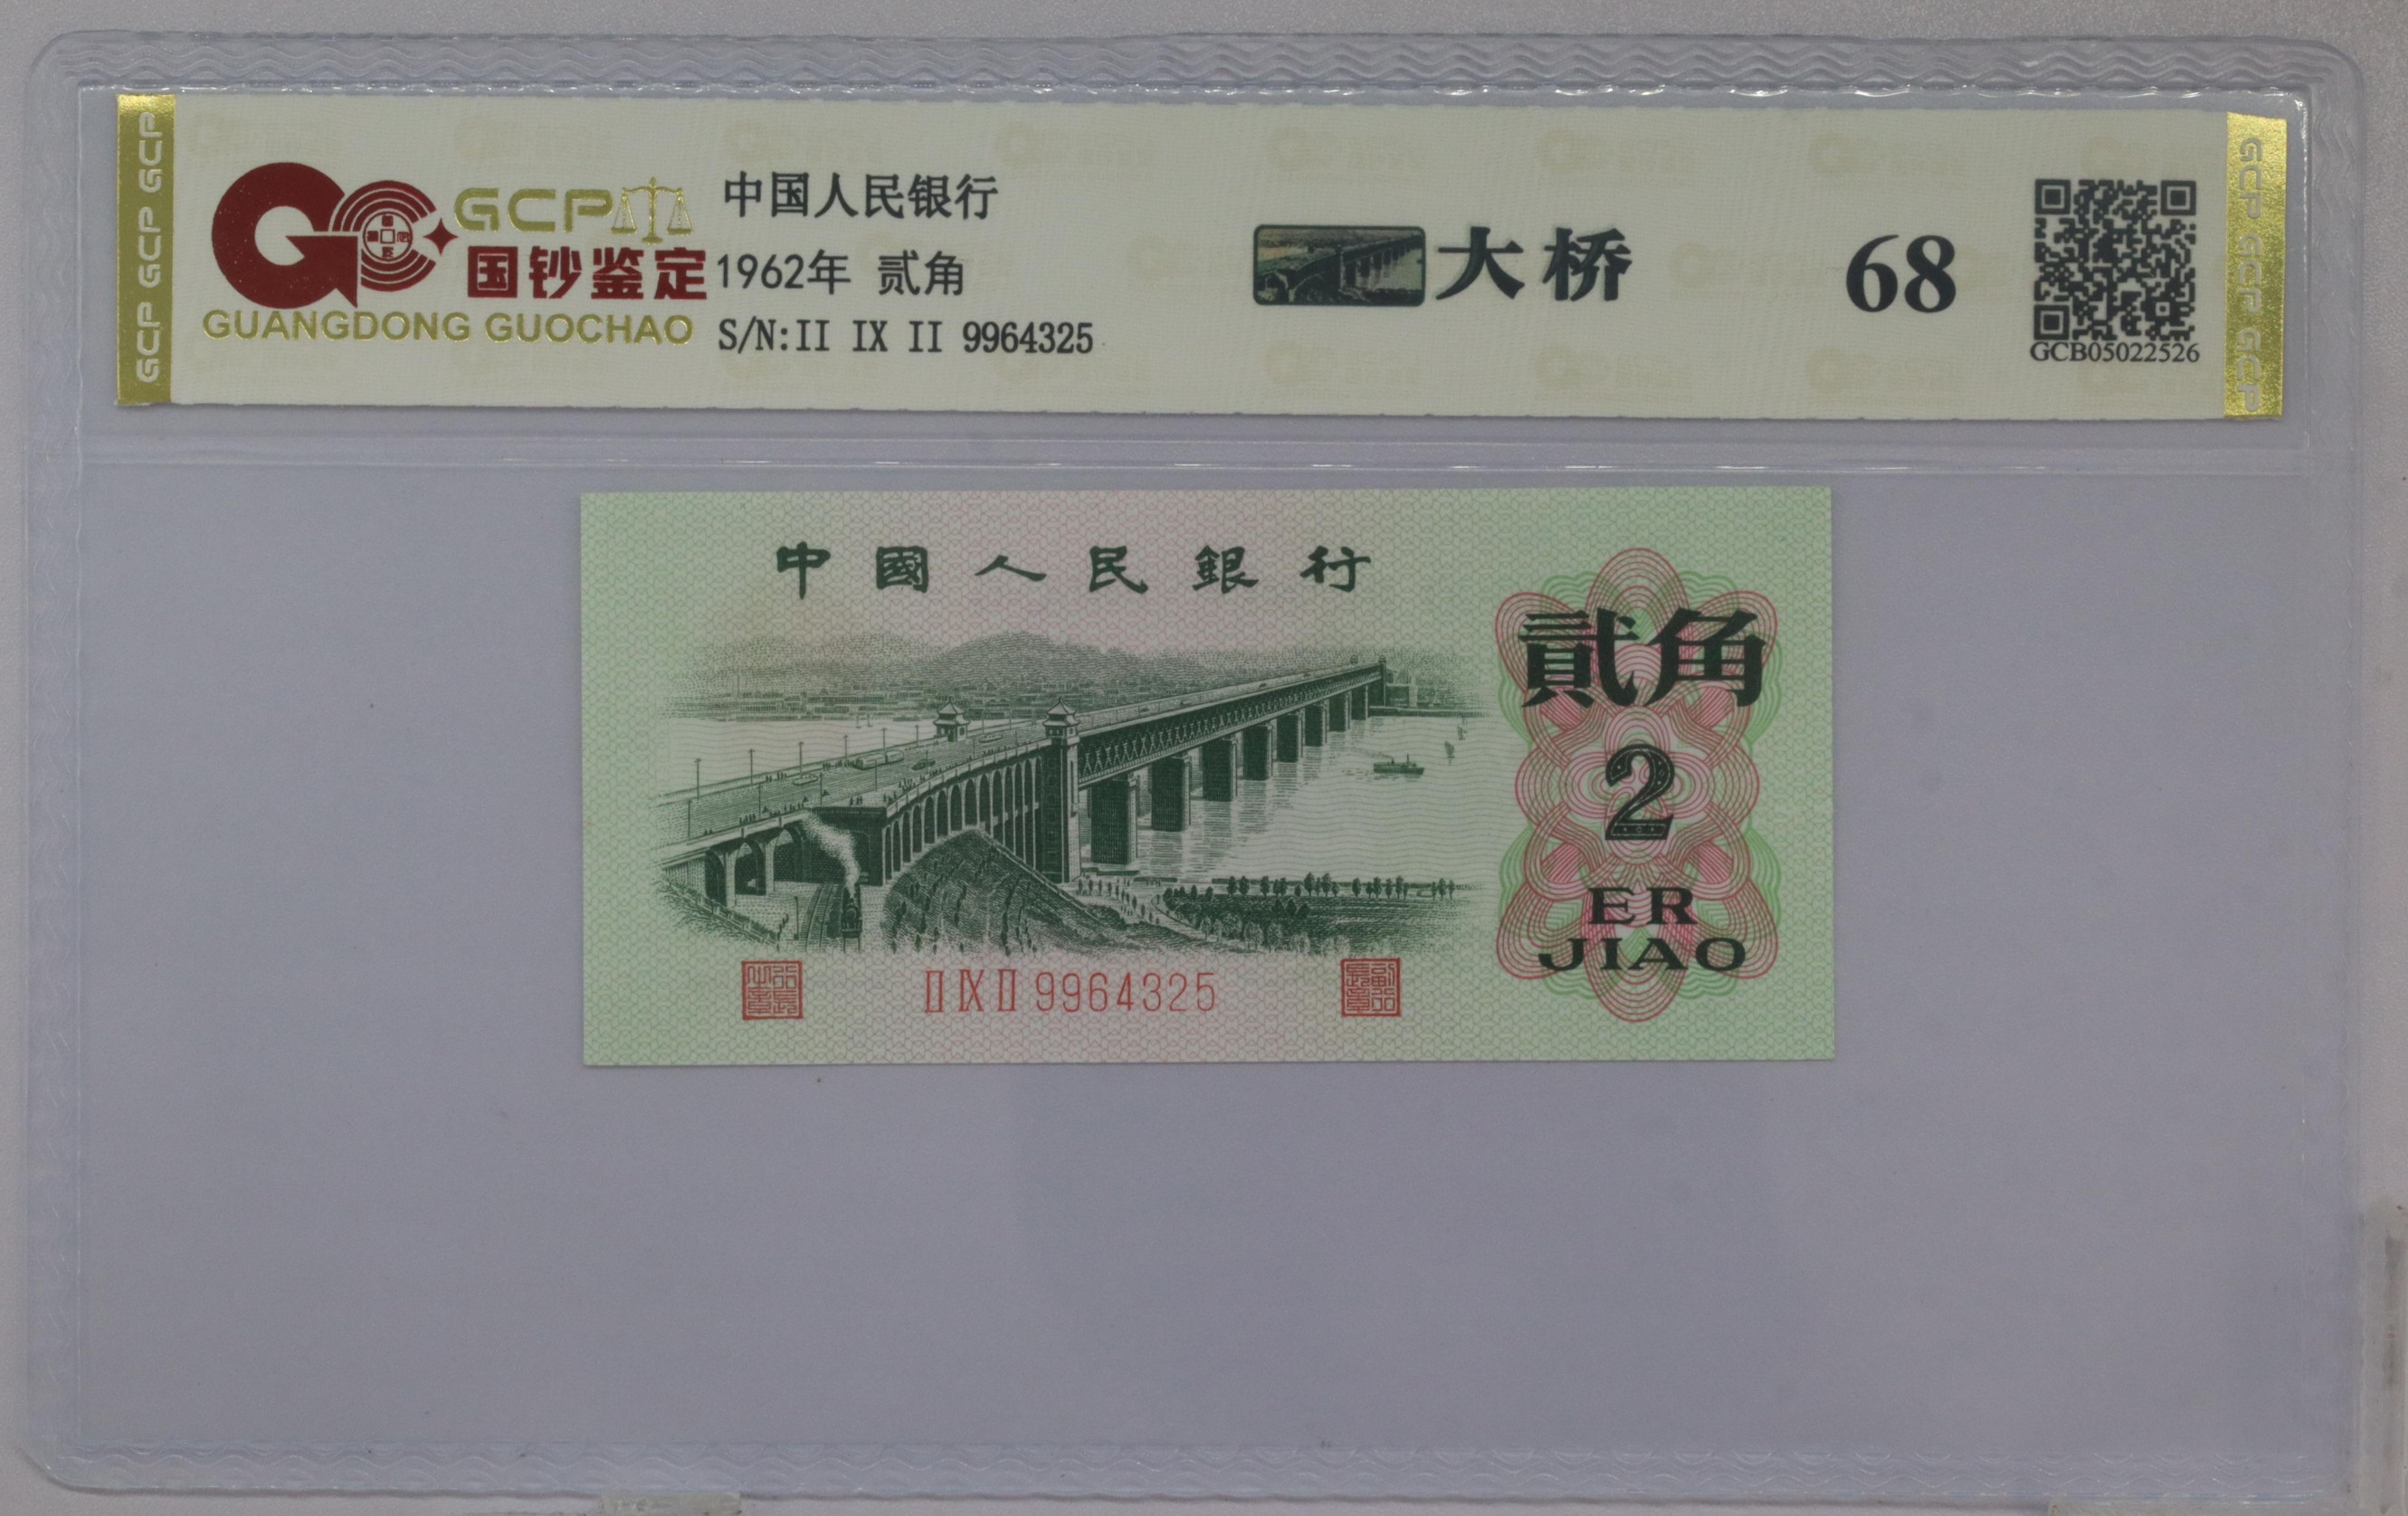 GCP GCP GCP
GCP
国钞鉴定
GUANGDONG GUOCHAO
中国人民银行
1962年 贰角
S/N:II IX II 9964325
大桥
68
GCB05022526
GCP GCP GCP
中國人民銀行
貳角
2
ER
JIAO
II IX II 9964325